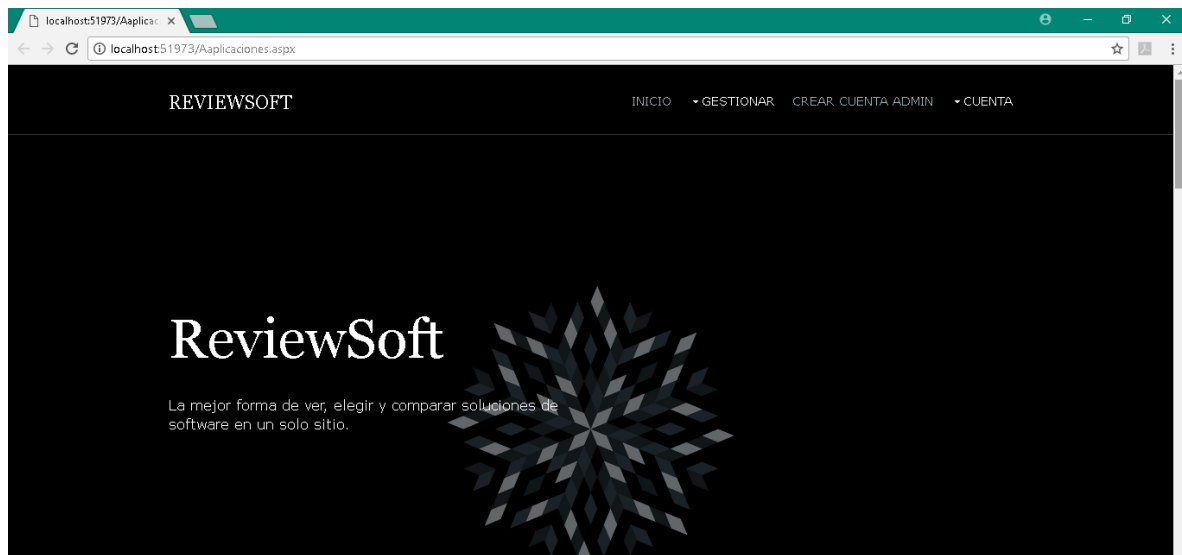 localhost:51973/Aaplicac
localhost:51973/Aaplicaciones.aspx
REVIEWSOFT
INICIO GESTIONAR CREAR CUENTA ADMIN CUENTA
ReviewSoft
La mejor forma de ver, elegir y comparar soluciones de
software en un solo sitio.